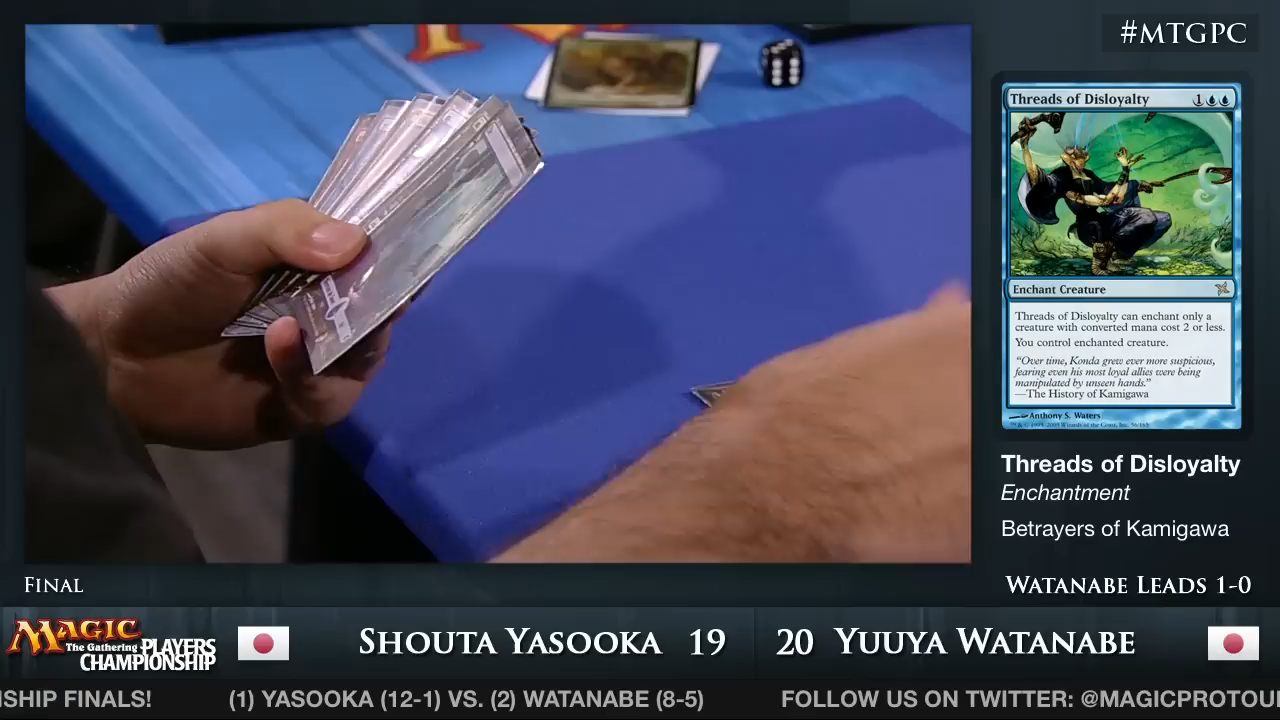 #MTGPC
Threads of Disloyalty
Enchant Creature
Threads of Disloyalty can enchant only a
creature with converted mana cost 2 or less.
You control enchanted creature.
"Over time, Konda grew ever more suspicious,
fearing even his most loyal allies were being
manipulated by unseen hands."
—The History of Kamigawa
Anthony S. Waters
Threads of Disloyalty
Enchantment
Betrayers of Kamigawa
FINAL
WATANABE LEADS 1-0
MAGIC
The Gathering
PLAYERS
CHAMPIONSHIP
SHOUTA YASOOKA 19
20 YUUYA WATANABE
NSHIP FINALS! (1) YASOOKA (12-1) VS. (2) WATANABE (8-5) FOLLOW US ON TWITTER: @MAGICPROTOU